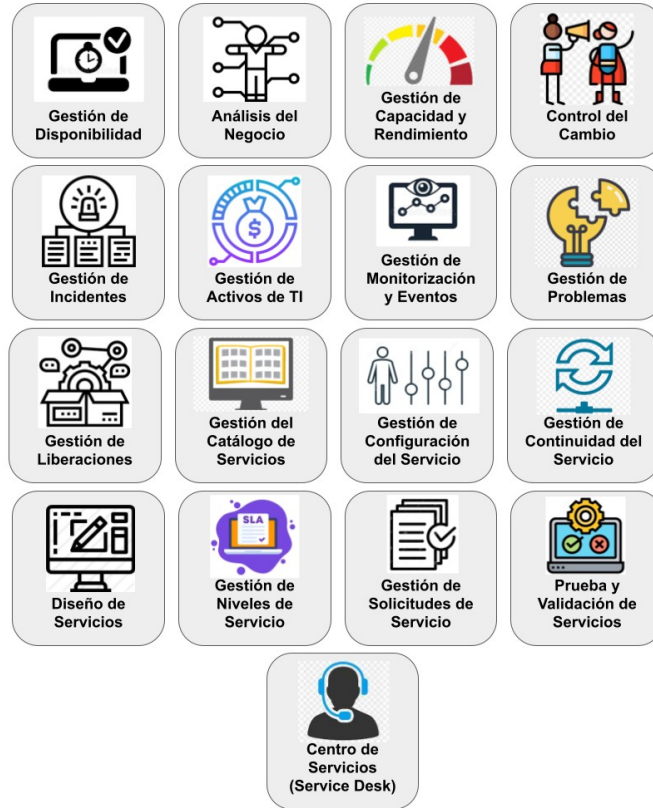 Gestión de
Disponibilidad
Análisis del
Negocio
Gestión de
Capacidad y
Rendimiento
Control del
Cambio
Gestión de
Incidentes
Gestión de
Activos de TI
Gestión de
Monitorización
y Eventos
Gestión de
Problemas
Gestión de
Liberaciones
Gestión del
Catálogo de
Servicios
Gestión de
Configuración
del Servicio
Gestión de
Continuidad del
Servicio
Diseño de
Servicios
SLA
Gestión de
Niveles de
Servicio
Gestión de
Solicitudes de
Servicio
Prueba y
Validación de
Servicios
Centro de
Servicios
(Service Desk)